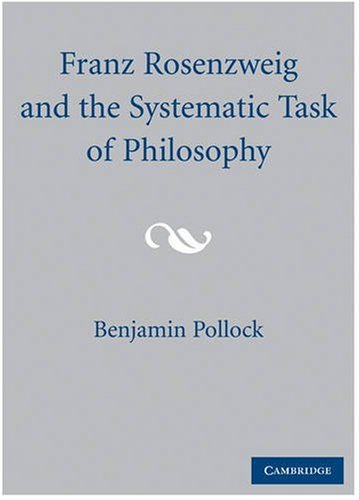 Franz Rosenzweig
and the Systematic Task
of Philosophy
Benjamin Pollock
CAMBRIDGE